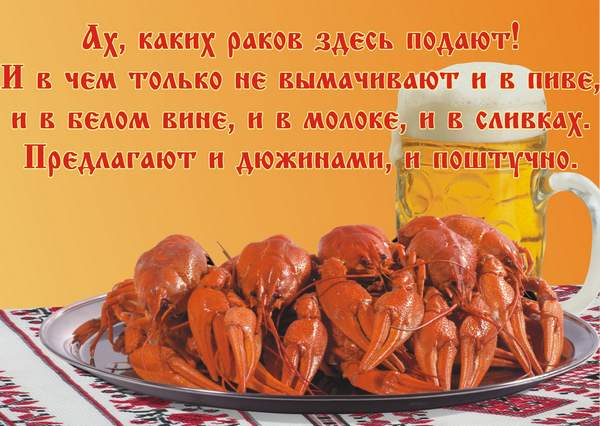 Ах, каких раков здесь подают!
И в чем только не вымачивают и в пиве,
и в белом вине, и в молоке, и в сливках.
Предлагают и дюжинами, и поштучно.